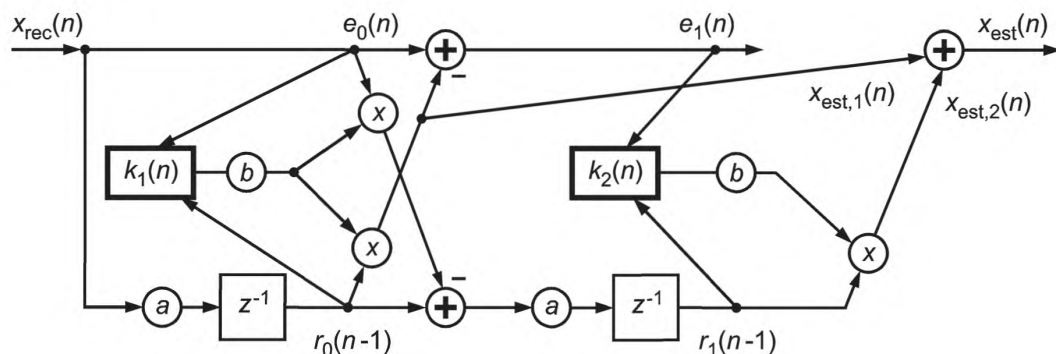 x_rec(n) e_0(n) + e_1(n) x_est(n)
−
+
x_est,1(n) x_est,2(n)
x
k_1(n) b
k_2(n) b
x
x
−
a z^-1 + a z^-1
r_0(n-1) r_1(n-1)